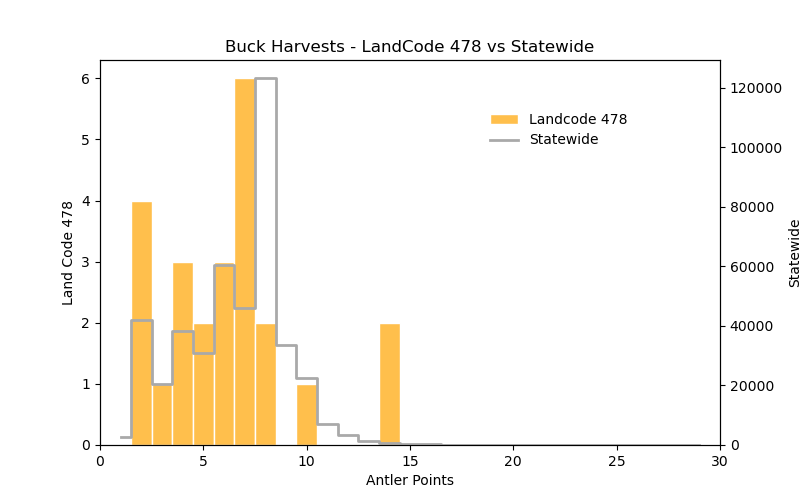 Buck Harvests - LandCode 478 vs Statewide
6
5
4
3
2
1
0
Land Code 478
Landcode 478
Statewide
120000
100000
80000
60000
40000
20000
0
Statewide
0 5 10 15 20 25 30
Antler Points